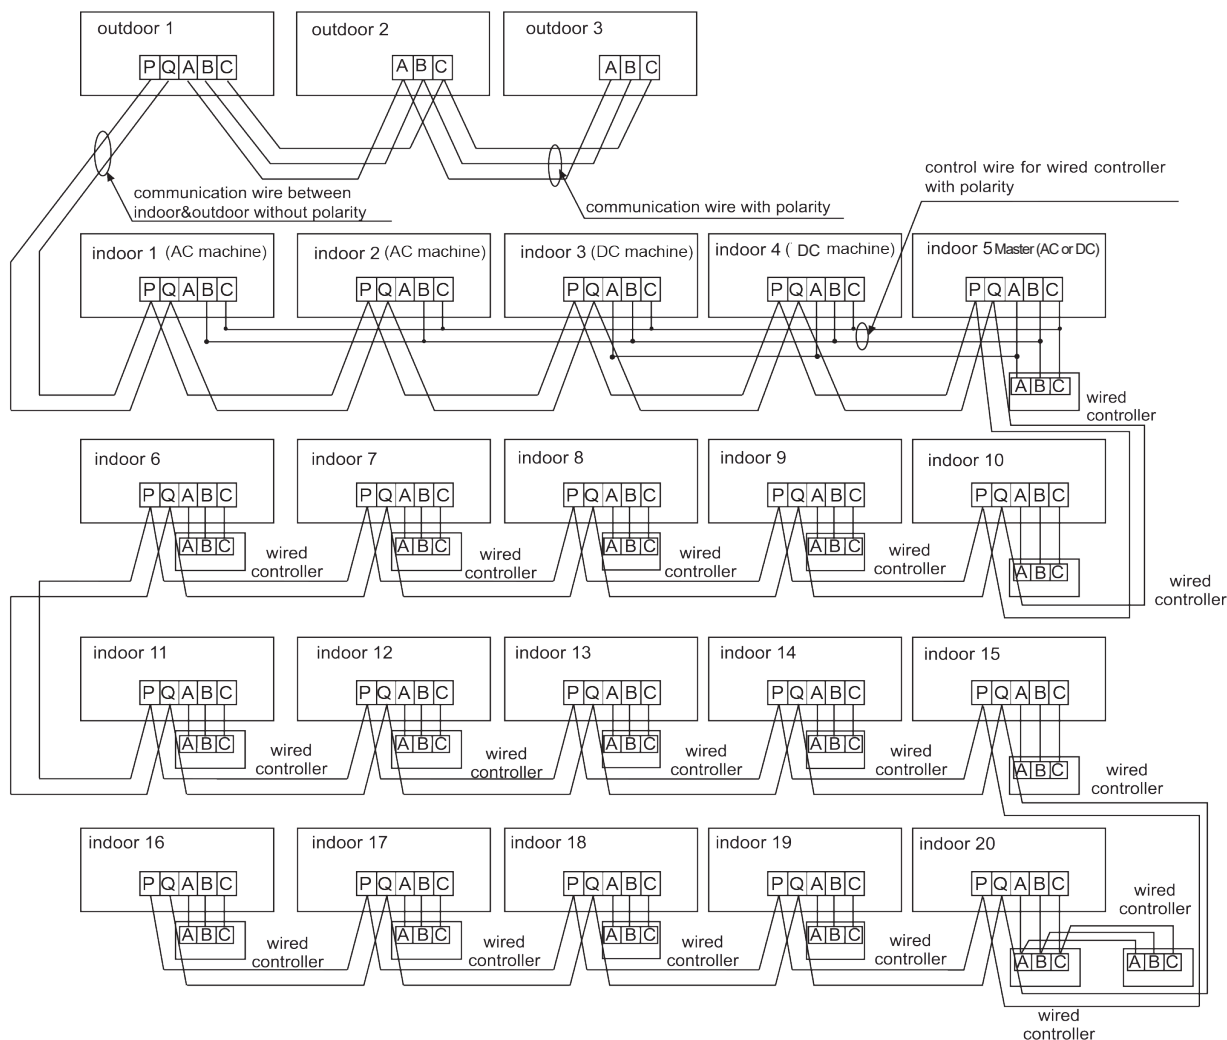 outdoor 1
outdoor 2
outdoor 3
P Q A B C
A B C
A B C
communication wire between
indoor&outdoor without polarity
communication wire with polarity
control wire for wired controller
with polarity
indoor 1 (AC machine)
indoor 2 (AC machine)
indoor 3 (DC machine)
indoor 4 ( DC machine)
indoor 5 Master (AC or DC)
P Q A B C
P Q A B C
P Q A B C
P Q A B C
P Q A B C
A B C
wired
controller
indoor 6
indoor 7
indoor 8
indoor 9
indoor 10
P Q A B C
P Q A B C
P Q A B C
P Q A B C
P Q A B C
A B C
wired
controller
A B C
wired
controller
A B C
wired
controller
A B C
wired
controller
A B C
wired
controller
indoor 11
indoor 12
indoor 13
indoor 14
indoor 15
P Q A B C
P Q A B C
P Q A B C
P Q A B C
P Q A B C
A B C
wired
controller
A B C
wired
controller
A B C
wired
controller
A B C
wired
controller
A B C
wired
controller
indoor 16
indoor 17
indoor 18
indoor 19
indoor 20
P Q A B C
P Q A B C
P Q A B C
P Q A B C
P Q A B C
A B C
wired
controller
A B C
wired
controller
A B C
wired
controller
A B C
wired
controller
A B C
wired
controller
A B C
wired
controller